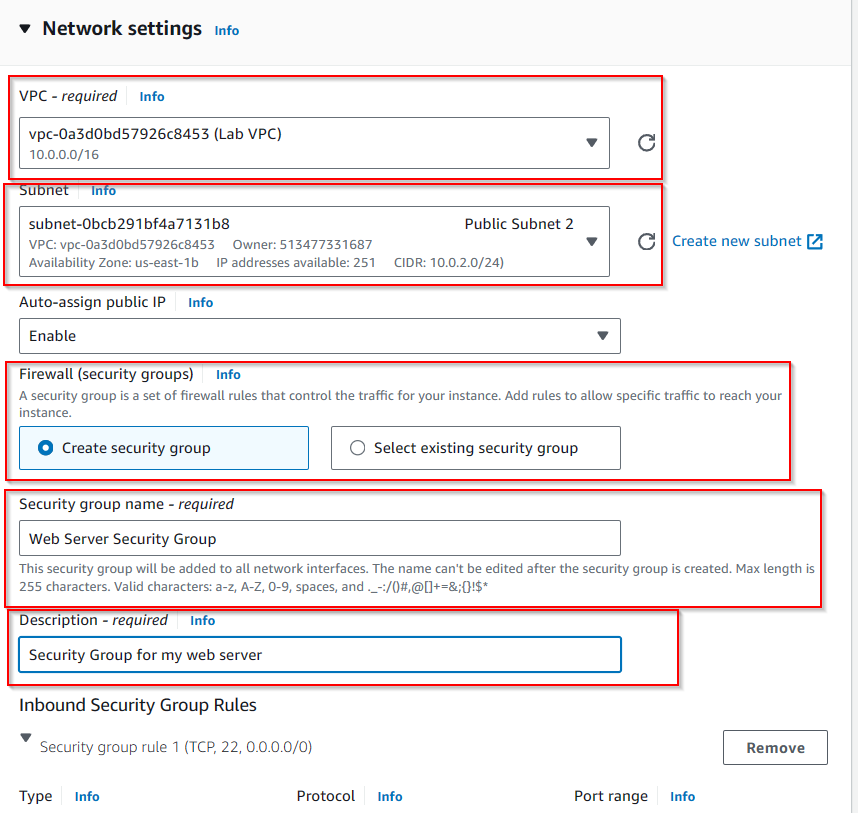 Network settings Info
VPC - required Info
vpc-0a3d0bd57926c8453 (Lab VPC)
10.0.0.0/16
Subnet Info
subnet-0bcb291bf4a7131b8 Public Subnet 2
VPC: vpc-0a3d0bd57926c8453 Owner: 513477331687
Availability Zone: us-east-1b IP addresses available: 251 CIDR: 10.0.2.0/24)
Create new subnet
Auto-assign public IP Info
Enable
Firewall (security groups) Info
A security group is a set of firewall rules that control the traffic for your instance. Add rules to allow specific traffic to reach your
instance.
Create security group Select existing security group
Security group name - required
Web Server Security Group
This security group will be added to all network interfaces. The name can't be edited after the security group is created. Max length is
255 characters. Valid characters: a-z, A-Z, 0-9, spaces, and ._-:/()#,@[]+=&;{}!$*
Description - required Info
Security Group for my web server
Inbound Security Group Rules
Security group rule 1 (TCP, 22, 0.0.0.0/0) Remove
Type Info Protocol Info Port range Info